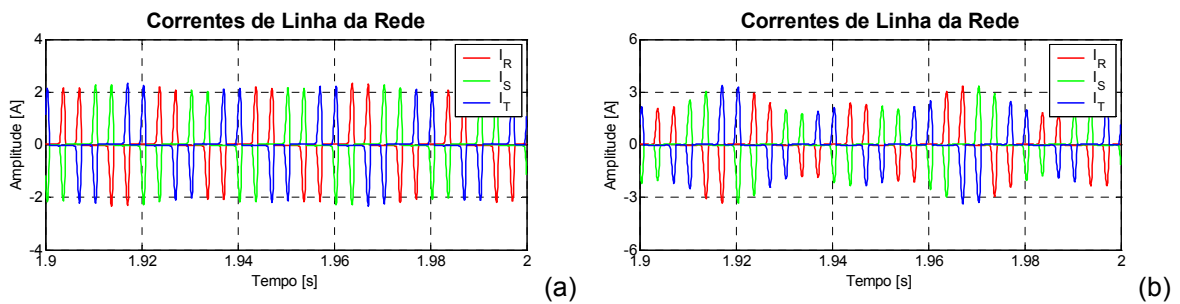 Correntes de Linha da Rede
4
2
0
-2
-4
Amplitude [A]
1.9
1.92
1.94
1.96
1.98
2
Tempo [s]
I_R
I_S
I_T
(a)
Correntes de Linha da Rede
6
3
0
-3
-6
Amplitude [A]
1.9
1.92
1.94
1.96
1.98
2
Tempo [s]
I_R
I_S
I_T
(b)